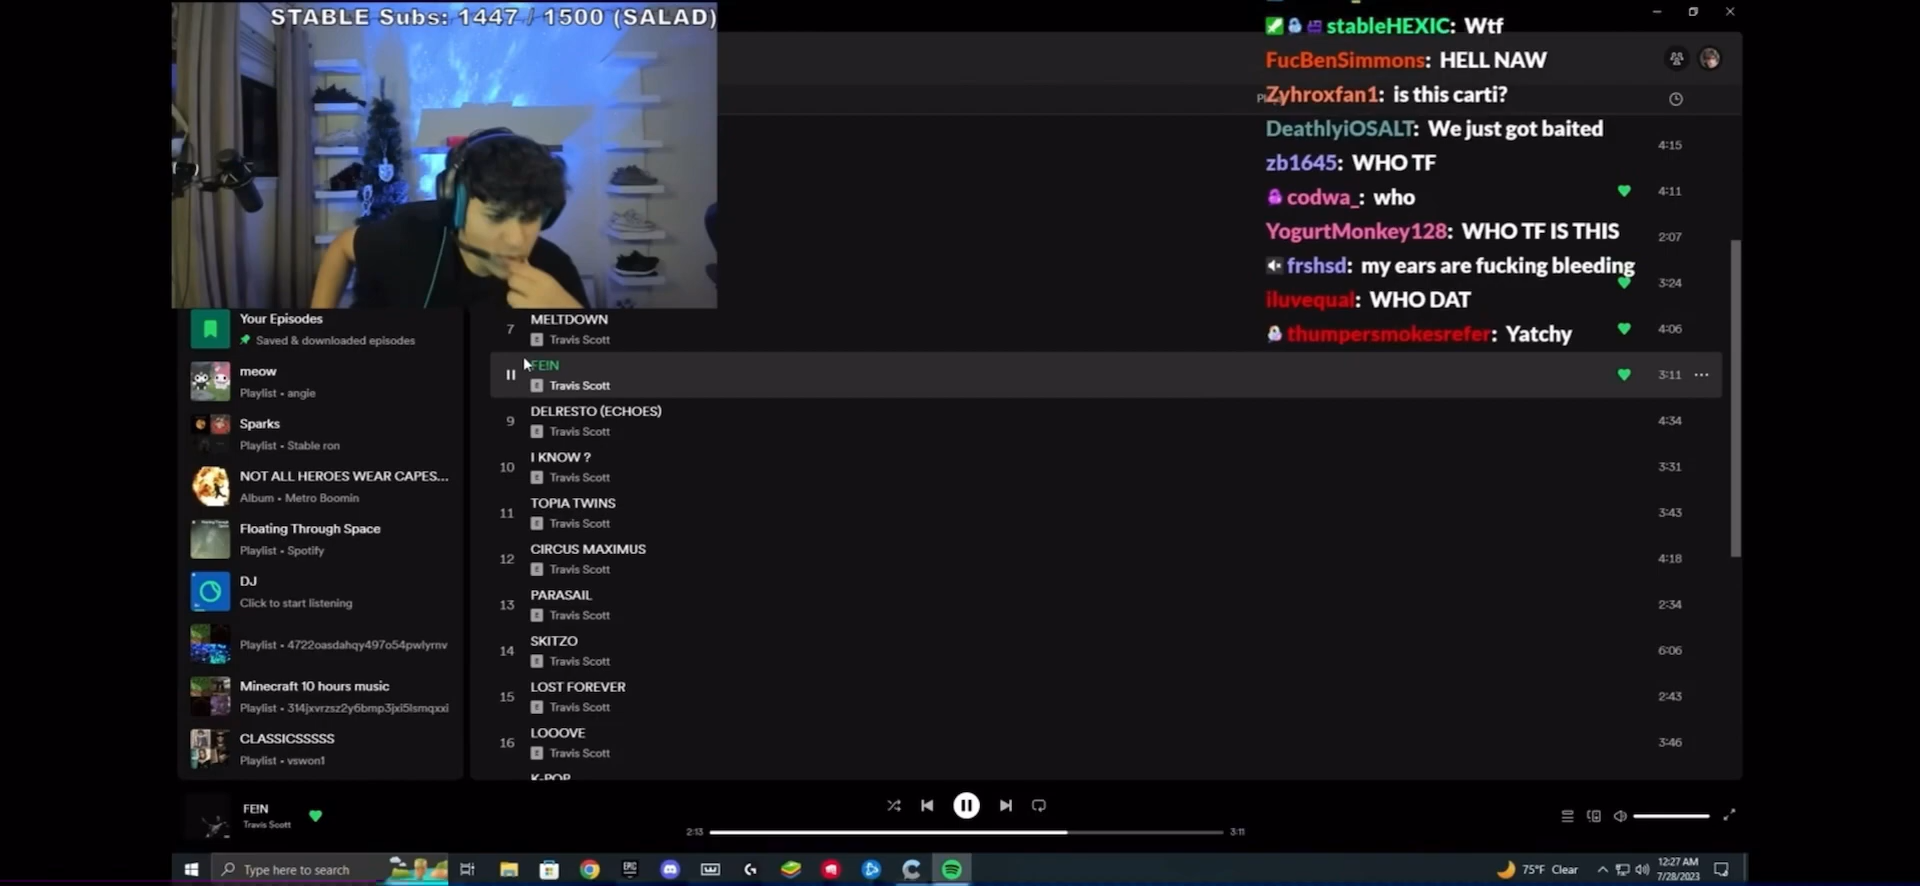 STABLE Subs: 1447 / 1500 (SALAD)
stableHEXIC: Wtf
FucBenSimmons: HELL NAW
Zyhroxfan1: is this carti?
DeathlyiOSALT: We just got baited
zb1645: WHO TF
codwa_: who
YogurtMonkey128: WHO TF IS THIS
frshsd: my ears are fucking bleeding
iluvequal: WHO DAT
thumpersmokesrefer: Yatchy
4:15
4:11
2:07
3:24
4:06
Your Episodes
Saved & downloaded episodes
meow
Playlist • angie
Sparks
Playlist • Stable ron
NOT ALL HEROES WEAR CAPES...
Album • Metro Boomin
Floating Through Space
Playlist • Spotify
DJ
Click to start listening
Playlist • 4722oasdahqy497o54pwlyrnv
Minecraft 10 hours music
Playlist • 314jxvrzsz2y6bmp3jxi5lsmqxxi
CLASSICSSSSS
Playlist • vswon1
7 MELTDOWN
E Travis Scott
FE!N 3:11
E Travis Scott
9 DELRESTO (ECHOES) 4:34
E Travis Scott
10 I KNOW ? 3:31
E Travis Scott
11 TOPIA TWINS 3:43
E Travis Scott
12 CIRCUS MAXIMUS 4:18
E Travis Scott
13 PARASAIL 2:34
E Travis Scott
14 SKITZO 6:06
E Travis Scott
15 LOST FOREVER 2:43
E Travis Scott
16 LOOOVE 3:46
E Travis Scott
K-POP
FE!N
Travis Scott
2:13 3:11
Type here to search
EPIC
75°F Clear
12:27 AM
7/28/2023